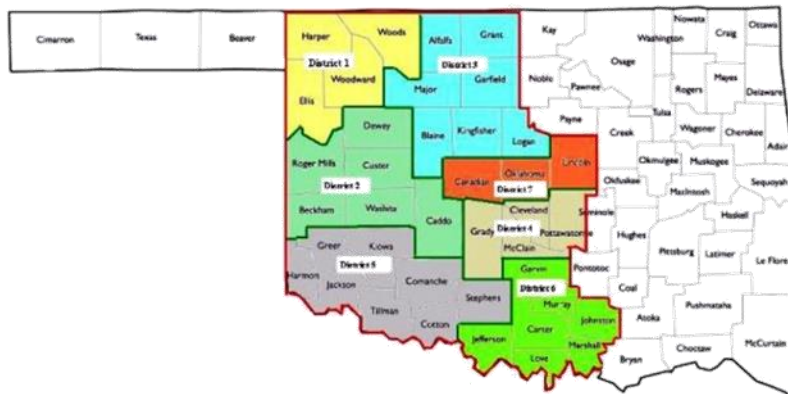 Cimarron
Texas
Beaver
Harper
Woods
Alfalfa
Grant
Kay
Nowata
Craig
Ottawa
Washington
Osage
District 1
District 3
Woodward
Ellis
Major
Garfield
Noble
Pawnee
Rogers
Mayes
Delaware
Dewey
Blaine
Kingfisher
Logan
Payne
Creek
Tulsa
Wagoner
Cherokee
Adair
Roger Mills
Custer
Canadian
Oklahoma
Lincoln
Okmulgee
Muskogee
Okfuskee
McIntosh
Sequoyah
District 2
District 7
Beckham
Washita
Caddo
Cleveland
Grady
District 4
Pottawatomie
McClain
Seminole
Hughes
Haskell
Pittsburg
Latimer
Le Flore
Greer
Kiowa
District 5
Harmon
Jackson
Comanche
Tillman
Cotton
Stephens
Garvin
District 6
Murray
Pontotoc
Coal
Johnston
Atoka
Pushmataha
Jefferson
Carter
Marshall
Love
Bryan
Choctaw
McCurtain